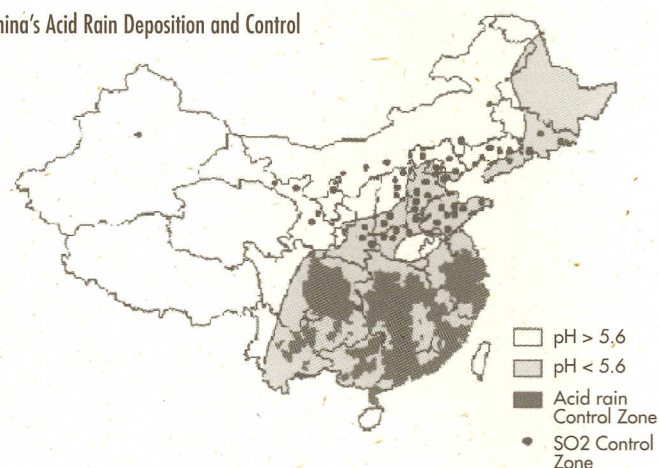 hina's Acid Rain Deposition and Control
pH > 5.6
pH < 5.6
Acid rain
Control Zone
SO2 Control
Zone